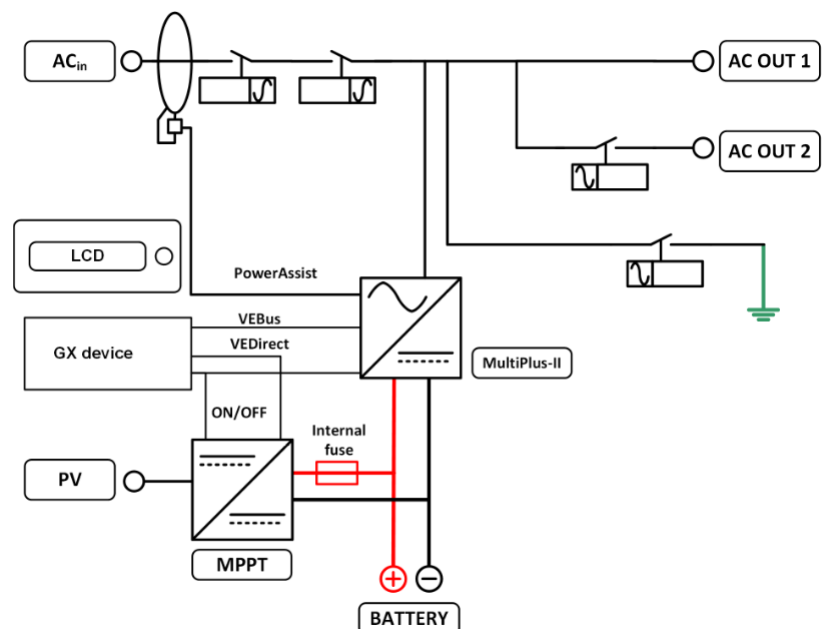 ACin
AC OUT 1
AC OUT 2
LCD
PowerAssist
VEBus
VEDirect
GX device
MultiPlus-II
ON/OFF
Internal
fuse
PV
MPPT
+
−
BATTERY